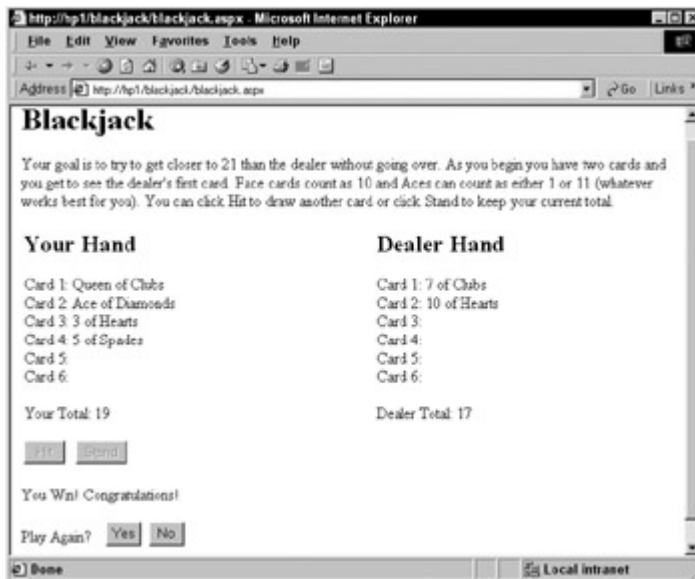 http://hp1/blackjack/blackjack.aspx - Microsoft Internet Explorer
File Edit View Favorites Tools Help
Address http://hp1/blackjack/blackjack.aspx Go Links »
Blackjack
Your goal is to try to get closer to 21 than the dealer without going over. As you begin you have two cards and
you get to see the dealer's first card. Face cards count as 10 and Aces can count as either 1 or 11 (whatever
works best for you). You can click Hit to draw another card or click Stand to keep your current total.
Your Hand Dealer Hand
Card 1: Queen of Clubs Card 1: 7 of Clubs
Card 2: Ace of Diamonds Card 2: 10 of Hearts
Card 3: 3 of Hearts Card 3:
Card 4: 5 of Spades Card 4:
Card 5: Card 5:
Card 6: Card 6:
Your Total: 19 Dealer Total: 17
Hit Stand
You Win! Congratulations!
Play Again? Yes No
Done Local intranet